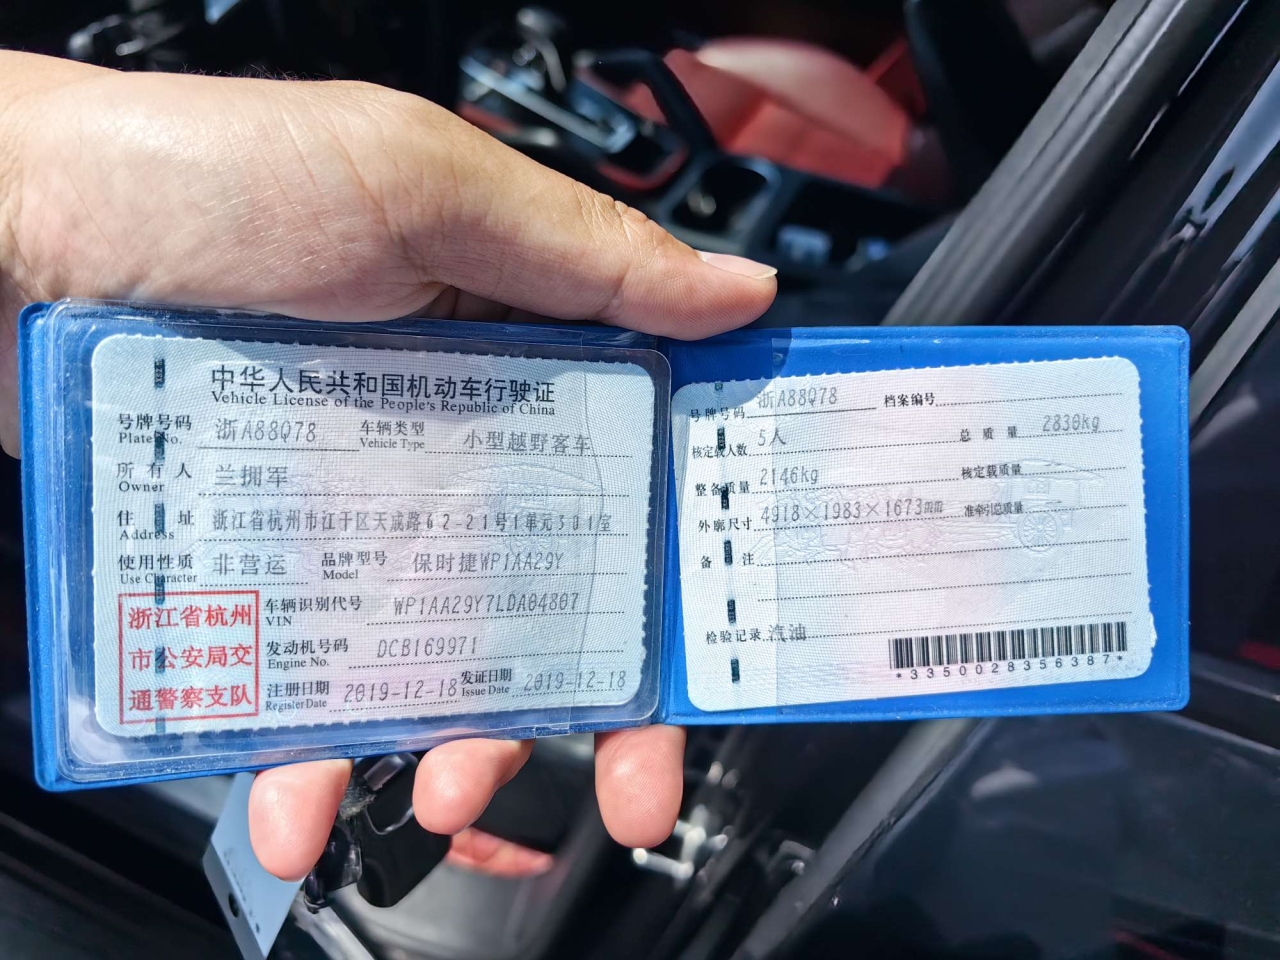 中华人民共和国机动车行驶证
Vehicle License of the People's Republic of China
号牌号码 浙A88Q78 车辆类型 小型越野客车
Plate No. Vehicle Type
所有人 兰拥军
Owner
住址 浙江省杭州市江干区天成路62-21号1单元301室
Address
使用性质 非营运 品牌型号 保时捷WP1AA29Y
Use Character Model
浙江省杭州
市公安局交
通警察支队
车辆识别代号 WP1AA29Y7LDA04807
VIN
发动机号码 DCB169971
Engine No.
注册日期 2019-12-18 发证日期 2019-12-18
Register Date Issue Date
号牌号码 浙A88Q78 档案编号
核定载人数 5人 总质量 2830kg
整备质量 2146kg 核定载质量
外廓尺寸 4918×1983×1673mm 准牵引总质量
备注
检验记录 汽油
*3350028356387*